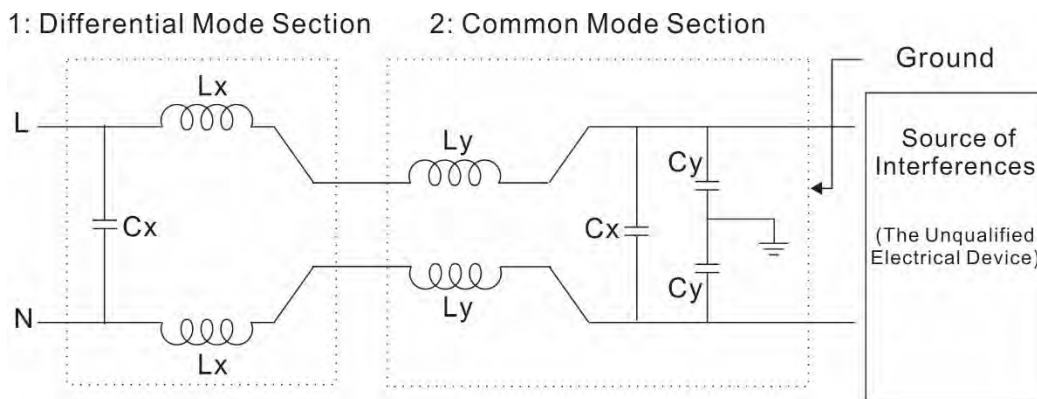 1: Differential Mode Section
2: Common Mode Section
Ground
Lx
L
Ly
Cy
Source of
Interferences
Cx
Cx
(The Unqualified
Electrical Device)
Cy
Ly
N
Lx